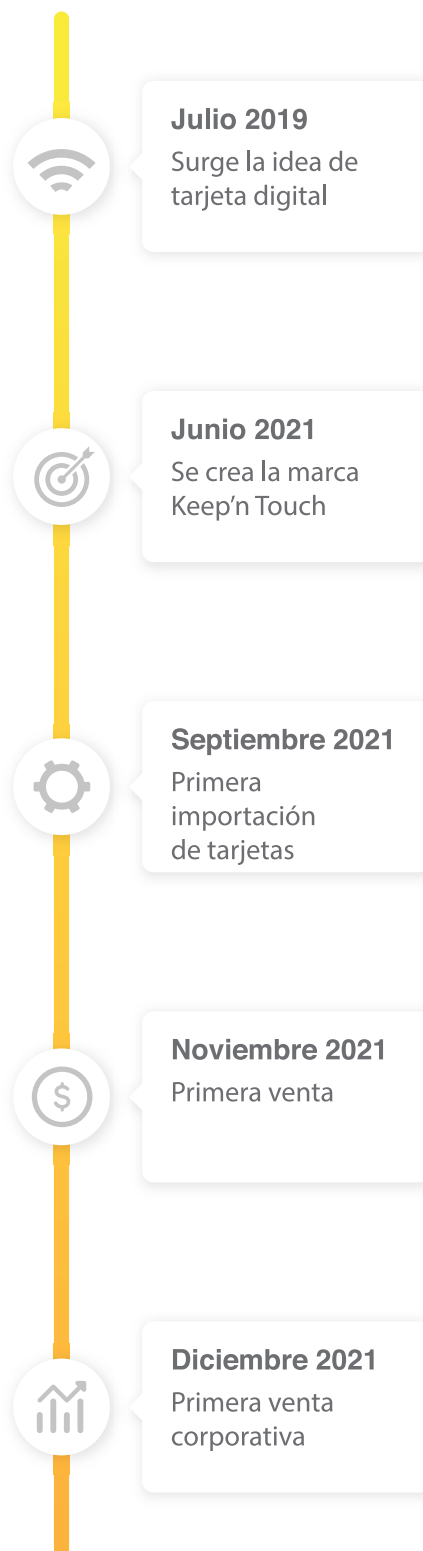 Julio 2019
Surge la idea de
tarjeta digital
Junio 2021
Se crea la marca
Keep’n Touch
Septiembre 2021
Primera
importación
de tarjetas
Noviembre 2021
Primera venta
$
Diciembre 2021
Primera venta
corporativa